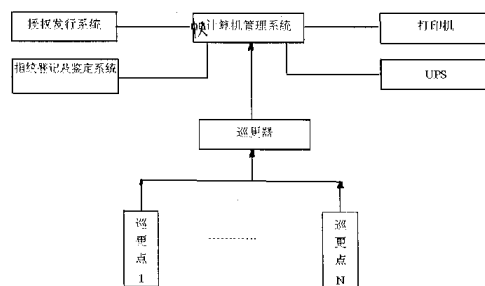 授权发行系统
计算机管理系统
打印机
指纹登记及鉴定系统
UPS
巡更器
巡更点1
............
巡更点N